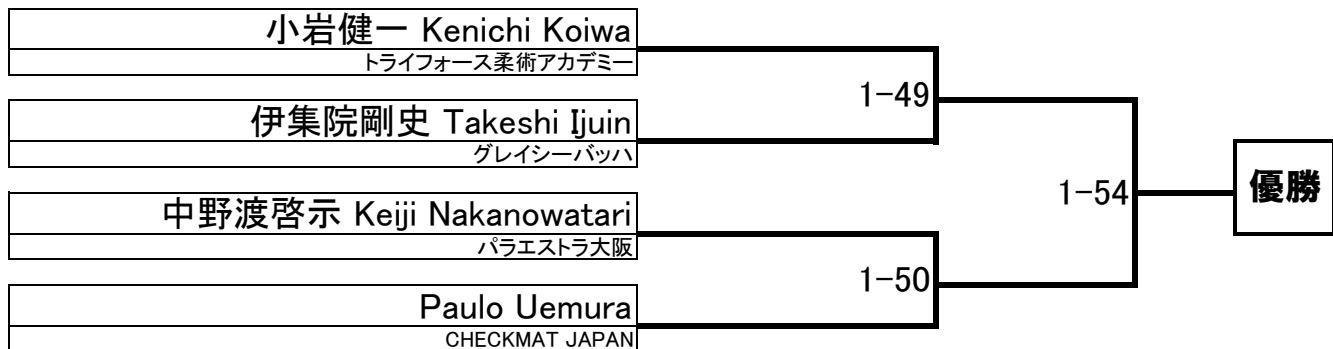 小岩健一 Kenichi Koiwa
トライフォース柔術アカデミー
1-49
伊集院剛史 Takeshi Ijuin
グレイシーバッハ
1-54
優勝
中野渡啓示 Keiji Nakanowatari
パラエストラ大阪
1-50
Paulo Uemura
CHECKMAT JAPAN